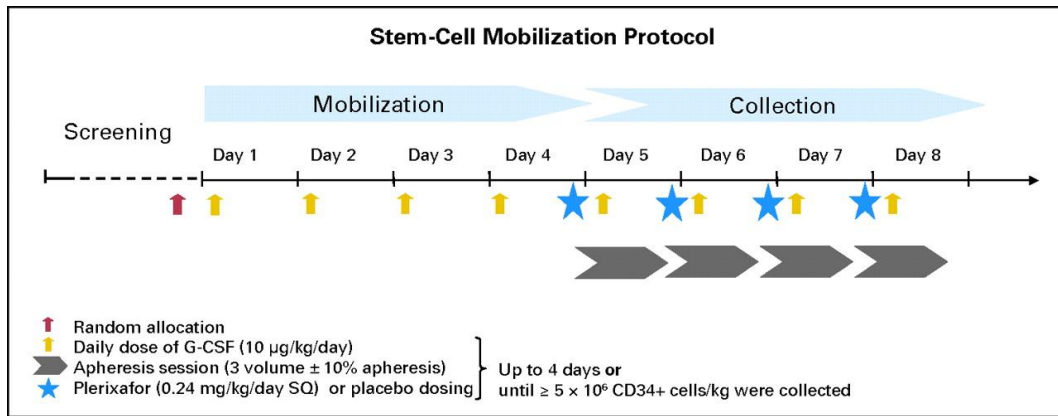 Stem-Cell Mobilization Protocol
Mobilization Collection
Screening
Day 1 Day 2 Day 3 Day 4 Day 5 Day 6 Day 7 Day 8
Random allocation
Daily dose of G-CSF (10 µg/kg/day)
Apheresis session (3 volume ± 10% apheresis)
Plerixafor (0.24 mg/kg/day SQ) or placebo dosing
Up to 4 days or
until ≥ 5 × 10⁶ CD34+ cells/kg were collected